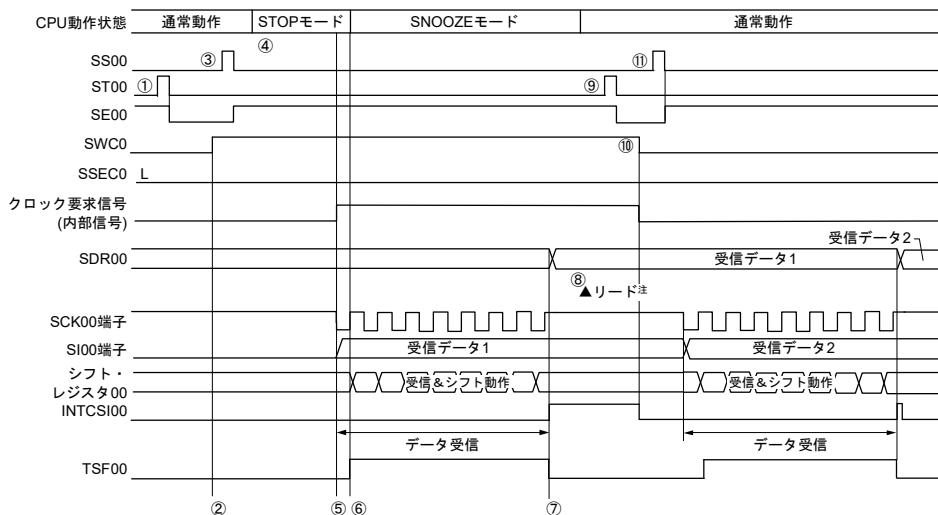 CPU動作状態 通常動作 STOPモード SNOOZEモード 通常動作
④
SS00 ③ ⑪
ST00 ① ⑨
SE00
SWC0 ⑩
SSEC0 L
クロック要求信号
(内部信号)
受信データ2
SDR00 受信データ1
⑧
▲リード注
SCK00端子
SI00端子 受信データ1 受信データ2
シフト・
レジスタ00 受信&シフト動作 受信&シフト動作
INTCSI00
データ受信 データ受信
TSF00
② ⑤ ⑥ ⑦